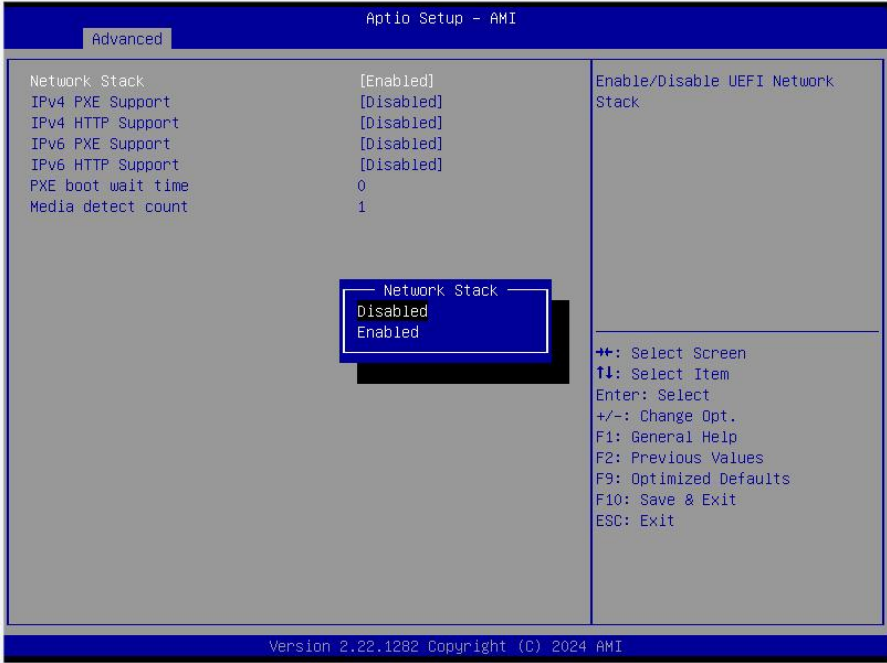 Aptio Setup – AMI
Advanced
Network Stack [Enabled]
IPv4 PXE Support [Disabled]
IPv4 HTTP Support [Disabled]
IPv6 PXE Support [Disabled]
IPv6 HTTP Support [Disabled]
PXE boot wait time 0
Media detect count 1
Enable/Disable UEFI Network
Stack
Network Stack
Disabled
Enabled
→←: Select Screen
↑↓: Select Item
Enter: Select
+/-: Change Opt.
F1: General Help
F2: Previous Values
F9: Optimized Defaults
F10: Save & Exit
ESC: Exit
Version 2.22.1282 Copyright (C) 2024 AMI